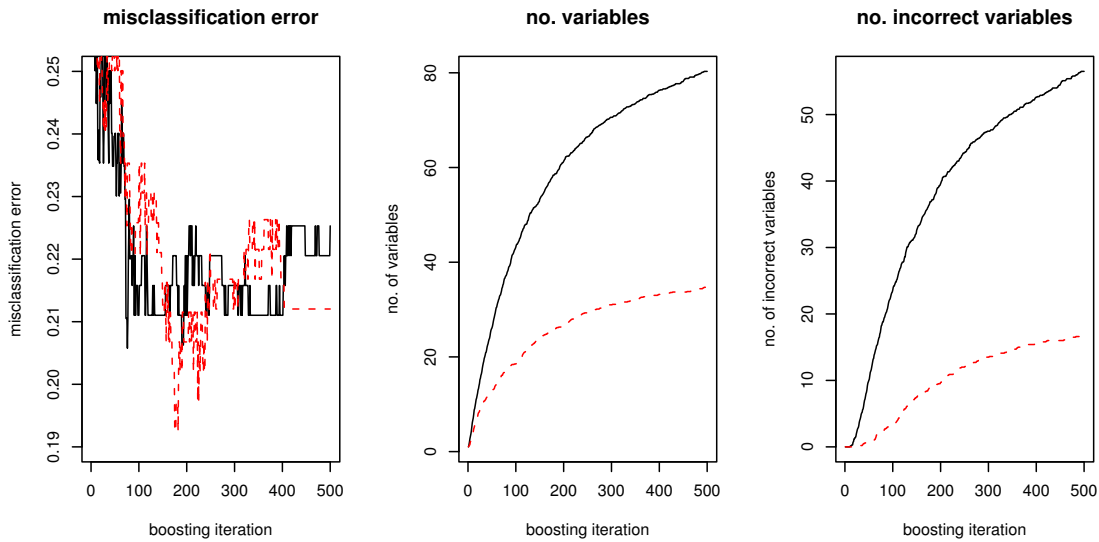 misclassification error
misclassification error
0.19 0.20 0.21 0.22 0.23 0.24 0.25
0 100 200 300 400 500
boosting iteration
no. variables
no. of variables
0 20 40 60 80
0 100 200 300 400 500
boosting iteration
no. incorrect variables
no. of incorrect variables
0 10 20 30 40 50
0 100 200 300 400 500
boosting iteration